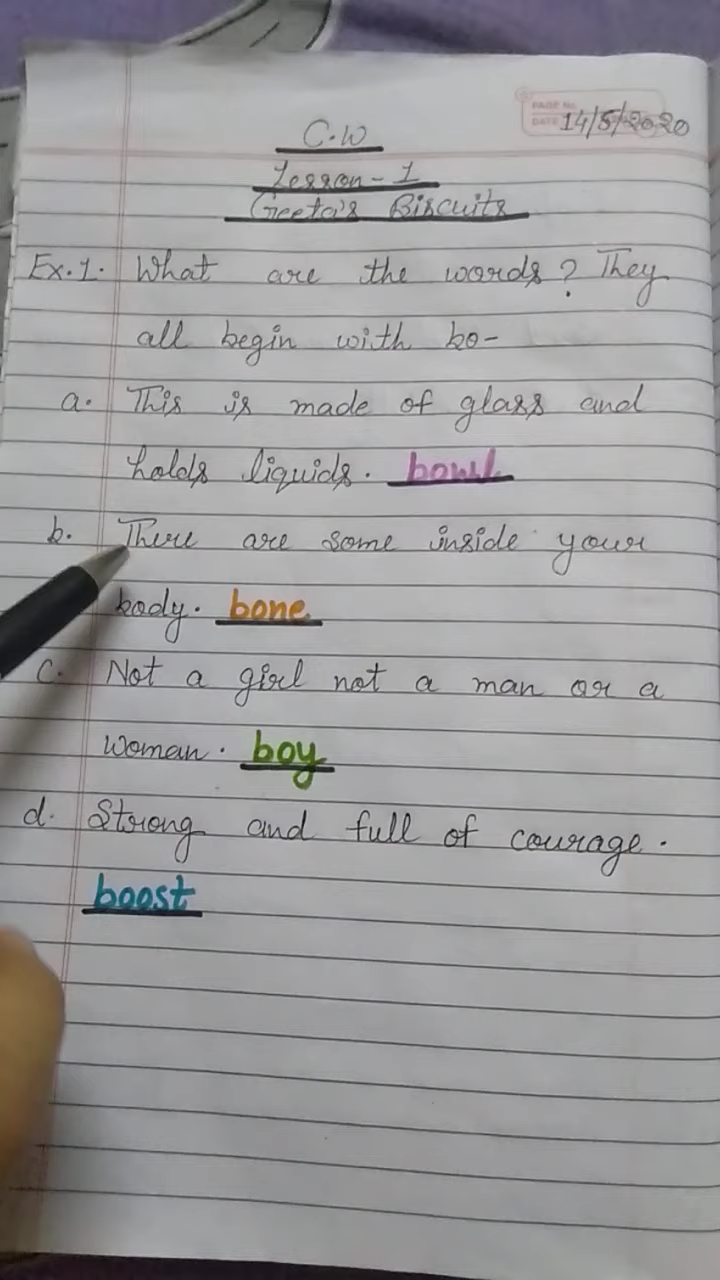 PAGE No.
DATE 14/5/2020
C.W
Lesson-1
Geeta's Biscuits
Ex.1. What are the words? They
all begin with bo-
a. This is made of glass and
holds liquids. bowl
b. There are some inside your
body. bone
c. Not a girl not a man or a
woman. boy
d. Strong and full of courage.
boost